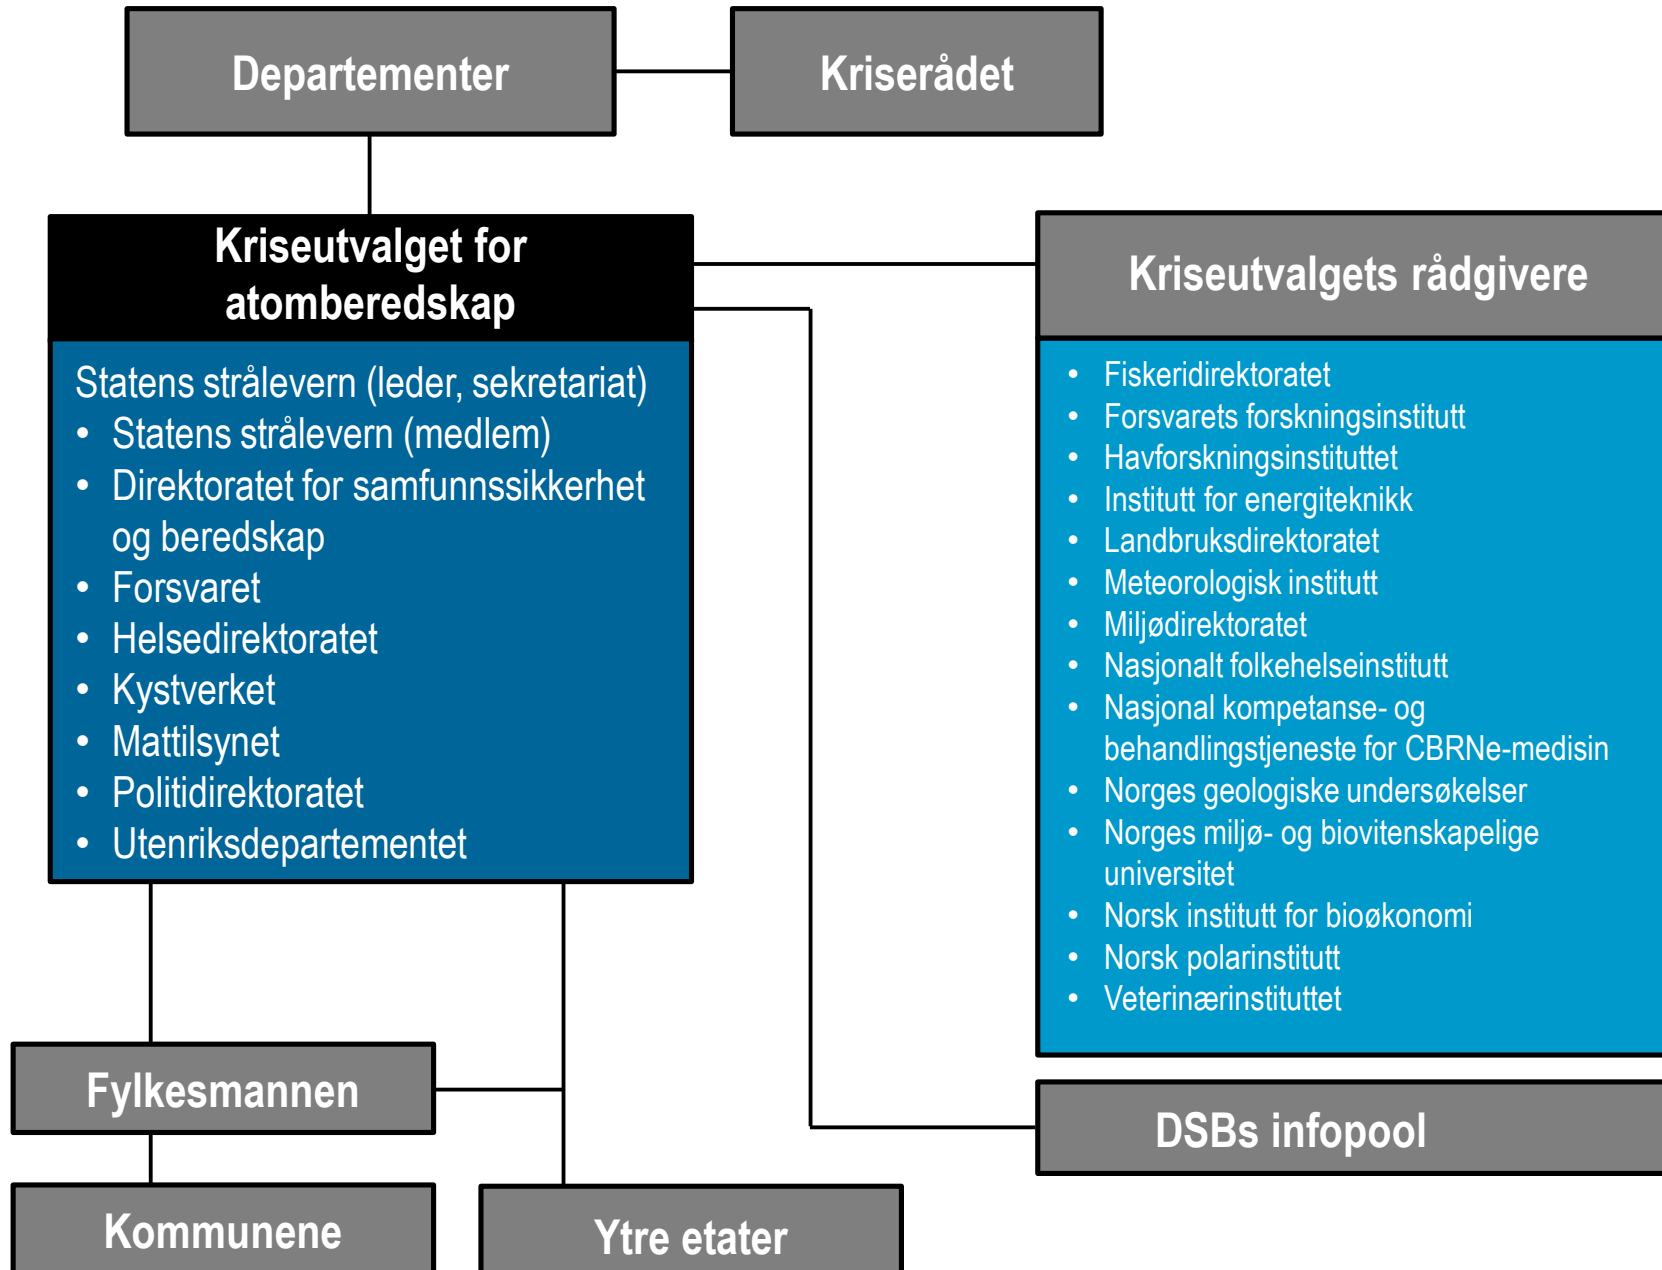 Departementer
Kriserådet
Kriseutvalget for
atomberedskap
Statens strålevern (leder, sekretariat)
• Statens strålevern (medlem)
• Direktoratet for samfunnssikkerhet
og beredskap
• Forsvaret
• Helsedirektoratet
• Kystverket
• Mattilsynet
• Politidirektoratet
• Utenriksdepartementet
Kriseutvalgets rådgivere
• Fiskeridirektoratet
• Forsvarets forskningsinstitutt
• Havforskningsinstituttet
• Institutt for energiteknikk
• Landbruksdirektoratet
• Meteorologisk institutt
• Miljødirektoratet
• Nasjonalt folkehelseinstitutt
• Nasjonal kompetanse- og
behandlingstjeneste for CBRNe-medisin
• Norges geologiske undersøkelser
• Norges miljø- og biovitenskapelige
universitet
• Norsk institutt for bioøkonomi
• Norsk polarinstitutt
• Veterinærinstituttet
Fylkesmannen
DSBs infopool
Kommunene
Ytre etater